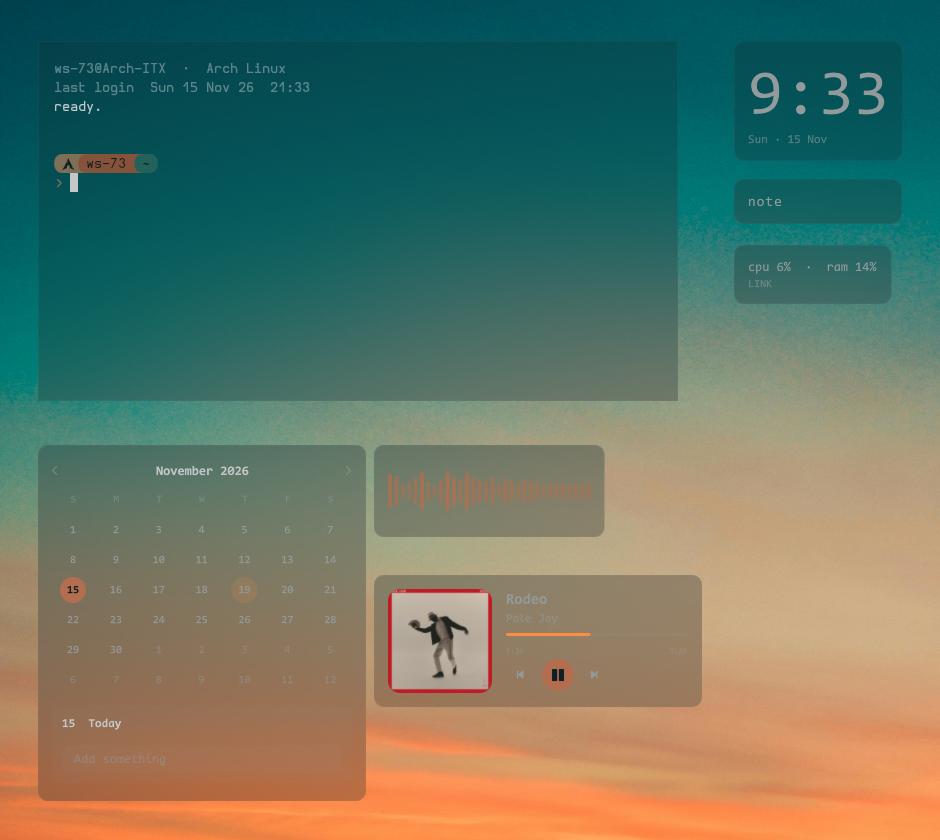 ws-73@Arch-ITX · Arch Linux
last login Sun 15 Nov 26 21:33
ready.
ws-73 ~
>
9:33
Sun · 15 Nov
note
cpu 6% · ram 14%
LINK
November 2026
S M T W T F S
1 2 3 4 5 6 7
8 9 10 11 12 13 14
15 16 17 18 19 20 21
22 23 24 25 26 27 28
29 30 1 2 3 4 5
6 7 8 9 10 11 12
15 Today
Add something
Rodeo
Pale Jay